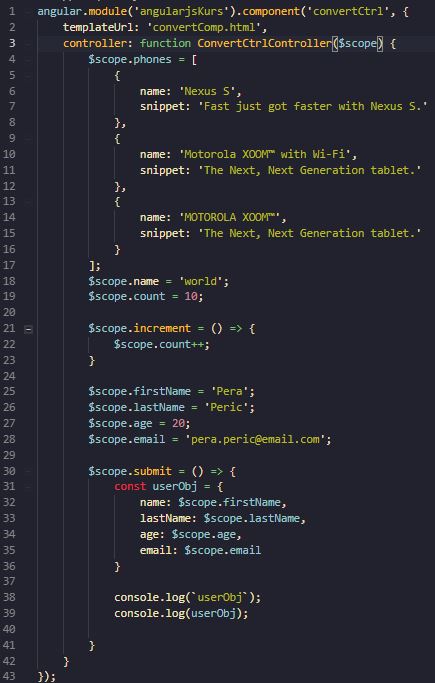 1 angular.module('angularjsKurs').component('convertCtrl', {
2     templateUrl: 'convertComp.html',
3     controller: function ConvertCtrlController($scope) {
4         $scope.phones = [
5             {
6                 name: 'Nexus S',
7                 snippet: 'Fast just got faster with Nexus S.'
8             },
9             {
10                 name: 'Motorola XOOM™ with Wi-Fi',
11                 snippet: 'The Next, Next Generation tablet.'
12             },
13             {
14                 name: 'MOTOROLA XOOM™',
15                 snippet: 'The Next, Next Generation tablet.'
16             }
17         ];
18         $scope.name = 'world';
19         $scope.count = 10;
20
21         $scope.increment = () => {
22             $scope.count++;
23         }
24
25         $scope.firstName = 'Pera';
26         $scope.lastName = 'Peric';
27         $scope.age = 20;
28         $scope.email = 'pera.peric@email.com';
29
30         $scope.submit = () => {
31             const userObj = {
32                 name: $scope.firstName,
33                 lastName: $scope.lastName,
34                 age: $scope.age,
35                 email: $scope.email
36             }
37
38             console.log(`userObj`);
39             console.log(userObj);
40
41         }
42     }
43 });